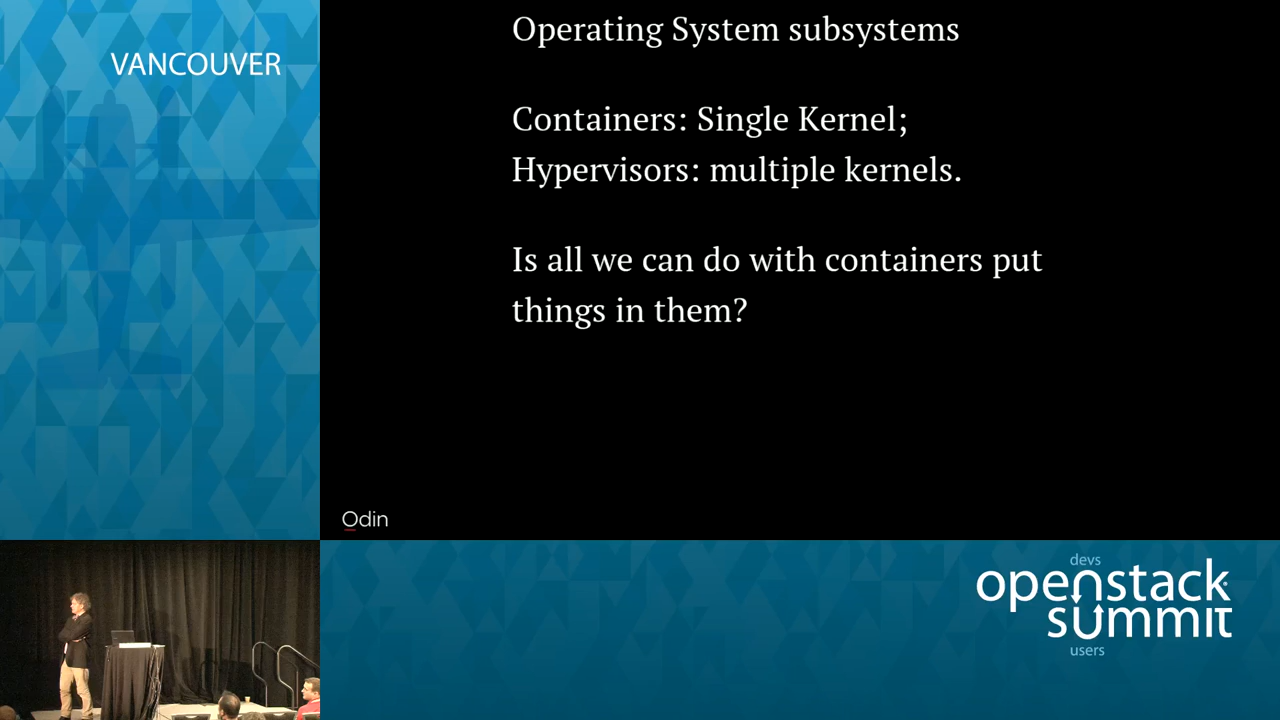 VANCOUVER
Operating System subsystems
Containers: Single Kernel;
Hypervisors: multiple kernels.
Is all we can do with containers put
things in them?
Odin
devs
openstack
summit
users